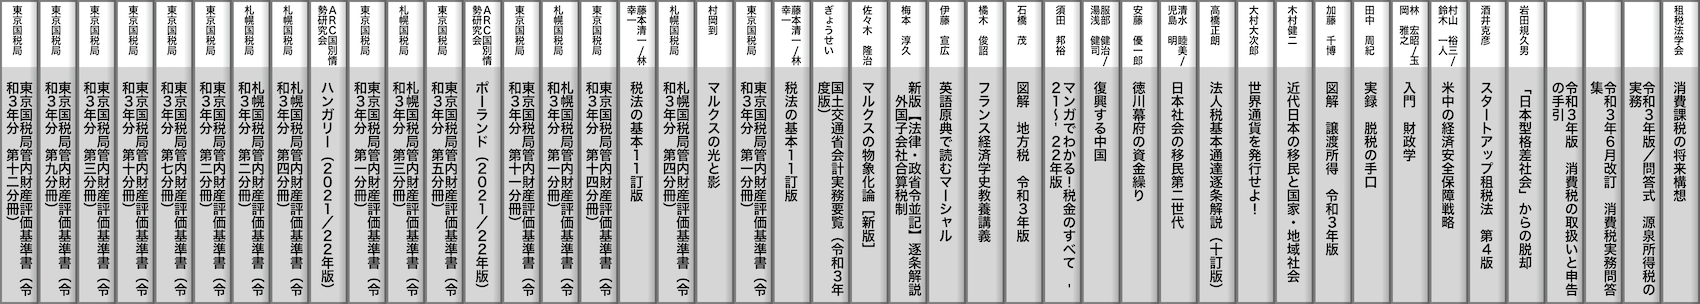 租税法学会
消費課税の将来構想
令和３年版／問答式　源泉所得税の
実務
令和３年６月改訂　消費税実務問答
集
令和３年版　消費税の取扱いと申告
の手引
岩田規久男
「日本型格差社会」からの脱却
酒井克彦
スタートアップ租税法　第４版
村山　裕三／
鈴木　一人
米中の経済安全保障戦略
林　宏昭／玉
岡　雅之
入門　財政学
田中　周紀
実録　脱税の手口
加藤　千博
図解　譲渡所得　令和３年版
木村健二
近代日本の移民と国家・地域社会
大村大次郎
世界通貨を発行せよ！
高橋正朗
法人税基本通達逐条解説（十訂版）
清水　睦美／
児島　明
日本社会の移民第二世代
安藤　優一郎
徳川幕府の資金繰り
服部　健治／
湯浅　健司
復興する中国
須田　邦裕
マンガでわかる！税金のすべて　’
２１～’２２年版
石橋　茂
図解　地方税　令和３年版
橘木　俊詔
フランス経済学史教養講義
伊藤　宣広
英語原典で読むマーシャル
梅本　淳久
新版【法律・政省令並記】逐条解説
　外国子会社合算税制
佐々木　隆治
マルクスの物象化論［新版］
ぎょうせい
国土交通省会計実務要覧（令和３年
度版）
藤本清一／林
幸一
税法の基本１１訂版
東京国税局
東京国税局管内財産評価基準書（令
和３年分　第一分冊）
村岡到
マルクスの光と影
札幌国税局
札幌国税局管内財産評価基準書（令
和３年分　第四分冊）
藤本清一／林
幸一
税法の基本１１訂版
東京国税局
東京国税局管内財産評価基準書（令
和３年分　第十四分冊）
札幌国税局
札幌国税局管内財産評価基準書（令
和３年分　第一分冊）
東京国税局
東京国税局管内財産評価基準書（令
和３年分　第十一分冊）
ＡＲＣ国別情
勢研究会
ポーランド（２０２１／２２年版）
東京国税局
東京国税局管内財産評価基準書（令
和３年分　第五分冊）
札幌国税局
札幌国税局管内財産評価基準書（令
和３年分　第三分冊）
東京国税局
東京国税局管内財産評価基準書（令
和３年分　第一分冊）
ＡＲＣ国別情
勢研究会
ハンガリー（２０２１／２２年版）
札幌国税局
札幌国税局管内財産評価基準書（令
和３年分　第四分冊）
札幌国税局
札幌国税局管内財産評価基準書（令
和３年分　第二分冊）
東京国税局
東京国税局管内財産評価基準書（令
和３年分　第二分冊）
東京国税局
東京国税局管内財産評価基準書（令
和３年分　第七分冊）
東京国税局
東京国税局管内財産評価基準書（令
和３年分　第十分冊）
東京国税局
東京国税局管内財産評価基準書（令
和３年分　第三分冊）
東京国税局
東京国税局管内財産評価基準書（令
和３年分　第九分冊）
東京国税局
東京国税局管内財産評価基準書（令
和３年分　第十二分冊）